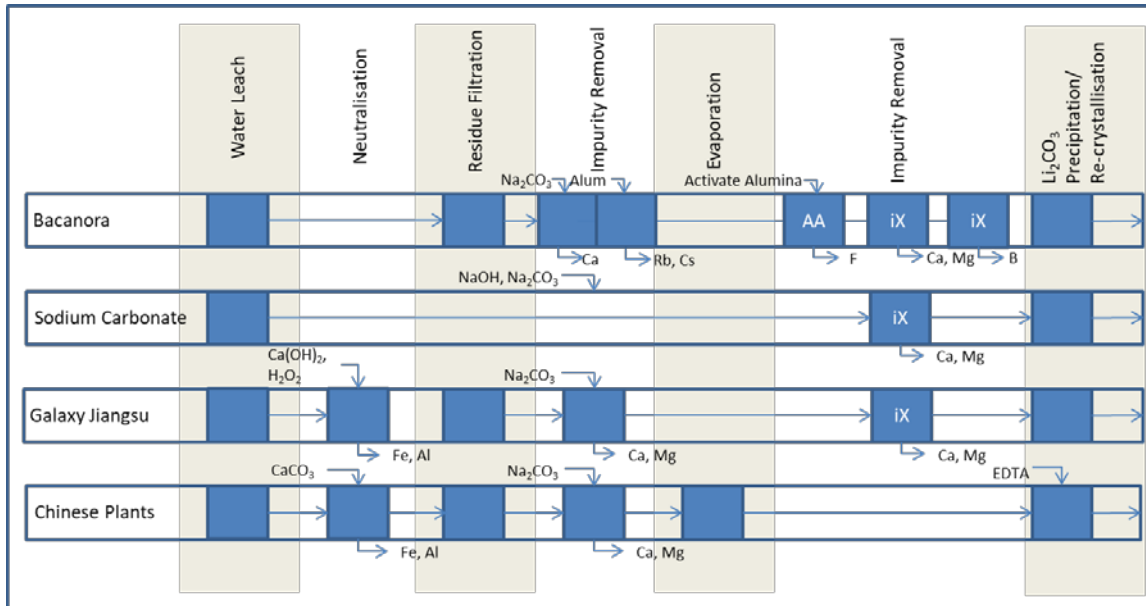 Water Leach
Neutralisation
Residue Filtration
Impurity Removal
Evaporation
Impurity Removal
Li₂CO₃
Precipitation/
Re-crystallisation
Na₂CO₃
Alum
Activate Alumina
Bacanora
AA
iX
iX
Ca
Rb, Cs
F
Ca, Mg
B
NaOH, Na₂CO₃
Sodium Carbonate
iX
Ca, Mg
Ca(OH)₂,
H₂O₂
Na₂CO₃
Galaxy Jiangsu
iX
Fe, Al
Ca, Mg
Ca, Mg
CaCO₃
Na₂CO₃
EDTA
Chinese Plants
Fe, Al
Ca, Mg